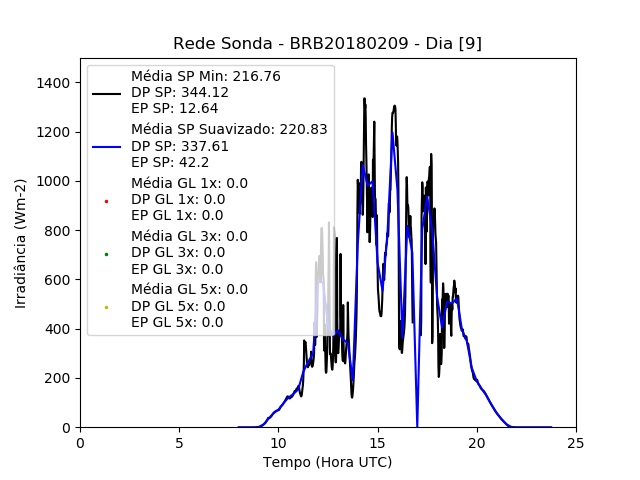 Rede Sonda - BRB20180209 - Dia [9]
Média SP Min: 216.76
DP SP: 344.12
EP SP: 12.64
Média SP Suavizado: 220.83
DP SP: 337.61
EP SP: 42.2
Média GL 1x: 0.0
DP GL 1x: 0.0
EP GL 1x: 0.0
Média GL 3x: 0.0
DP GL 3x: 0.0
EP GL 3x: 0.0
Média GL 5x: 0.0
DP GL 5x: 0.0
EP GL 5x: 0.0
Irradiância (Wm-2)
1400
1200
1000
800
600
400
200
0
0 5 10 15 20 25
Tempo (Hora UTC)